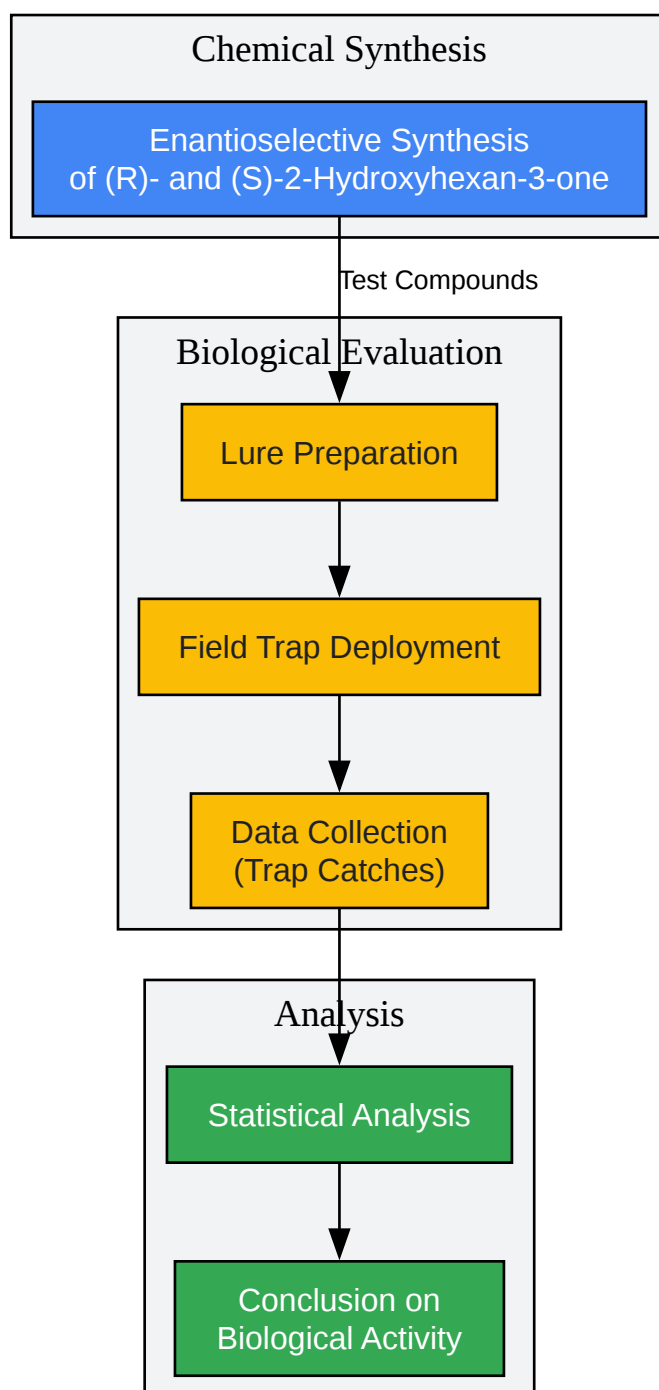 Chemical Synthesis
Enantioselective Synthesis
of (R)- and (S)-2-Hydroxyhexan-3-one
Test Compounds
Biological Evaluation
Lure Preparation
Field Trap Deployment
Data Collection
(Trap Catches)
Analysis
Statistical Analysis
Conclusion on
Biological Activity